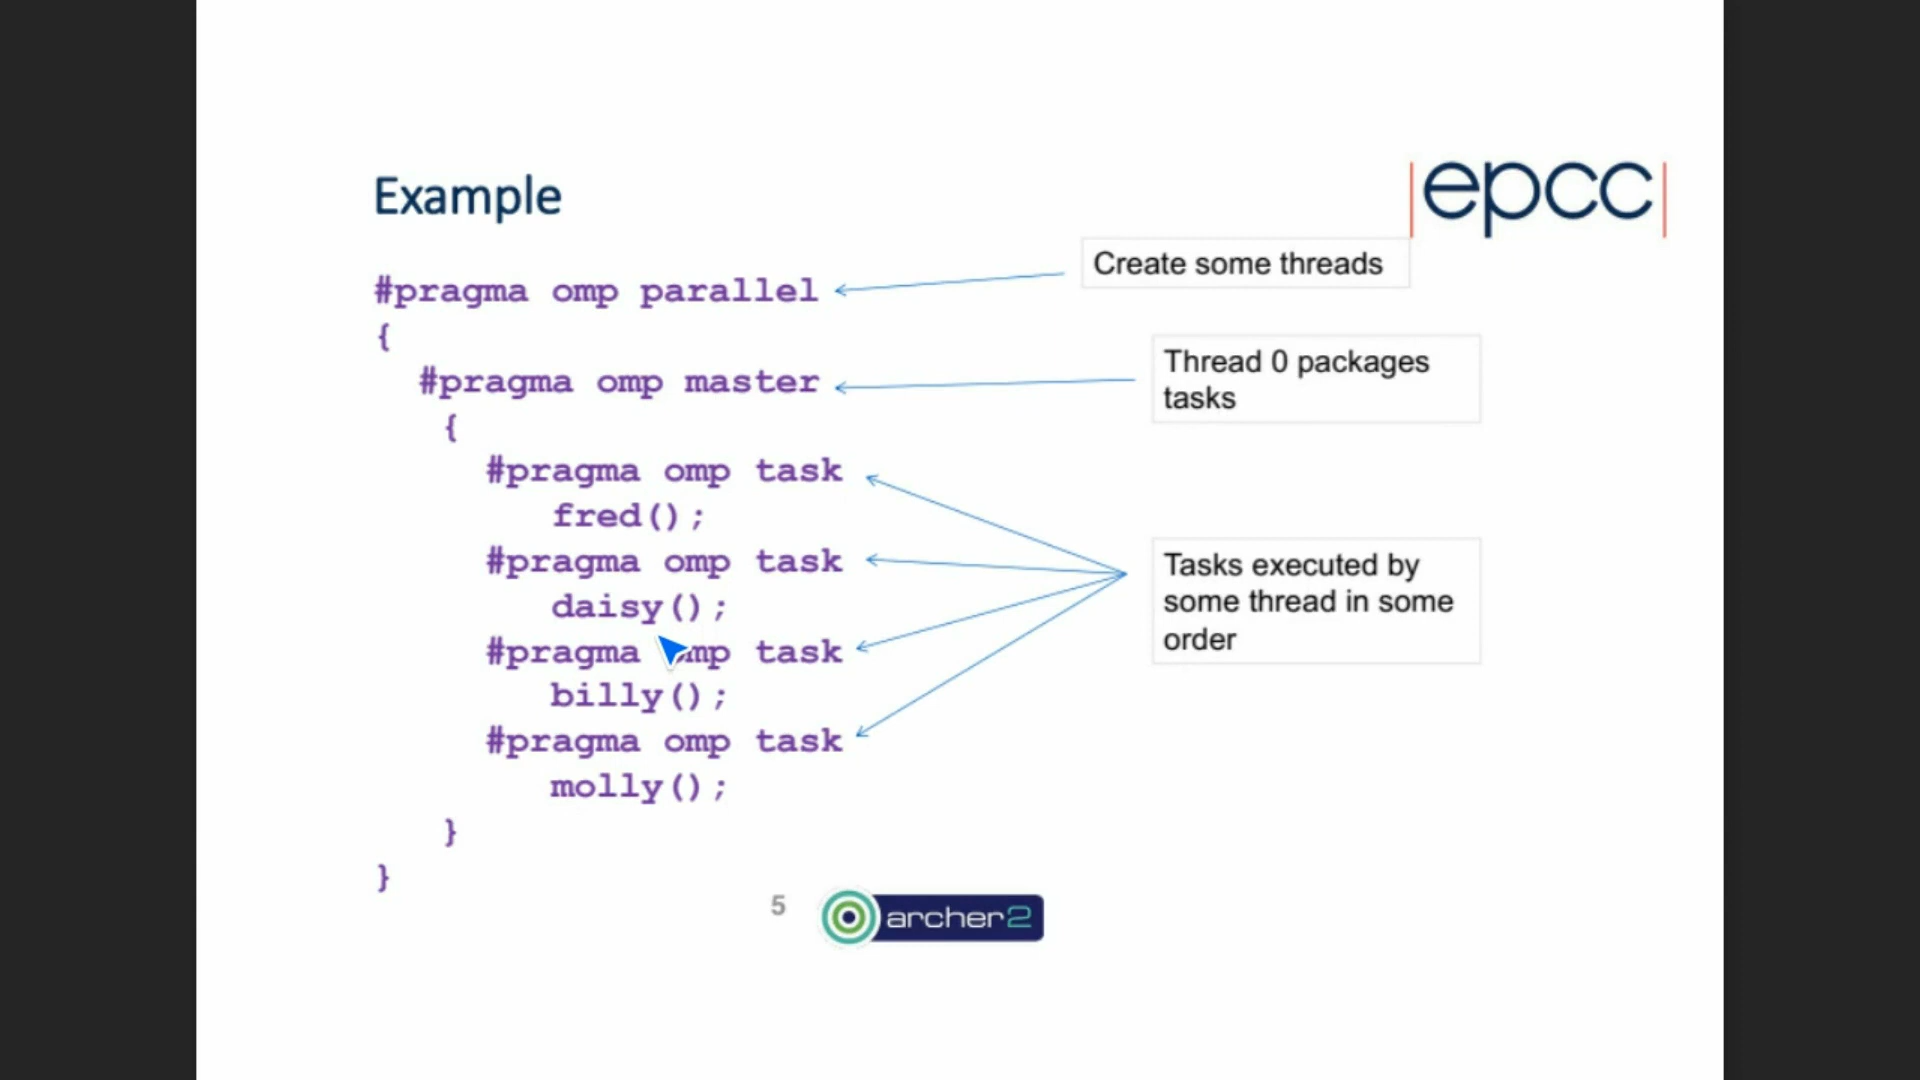 Example
epcc
#pragma omp parallel
Create some threads
{
#pragma omp master
Thread 0 packages
tasks
{
#pragma omp task
fred();
#pragma omp task
daisy();
#pragma omp task
billy();
#pragma omp task
molly();
Tasks executed by
some thread in some
order
}
}
5
archer2